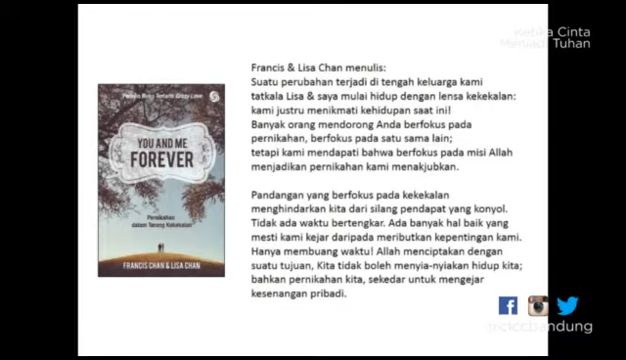 Ketika Cinta
Menjadi Tuhan
Francis & Lisa Chan menulis:
Suatu perubahan terjadi di tengah keluarga kami
tatkala Lisa & saya mulai hidup dengan lensa kekekalan:
kami justru menikmati kehidupan saat ini!
Banyak orang mendorong Anda berfokus pada
pernikahan, berfokus pada satu sama lain;
tetapi kami mendapati bahwa berfokus pada misi Allah
menjadikan pernikahan kami menakjubkan.
Pandangan yang berfokus pada kekekalan
menghindarkan kita dari silang pendapat yang konyol.
Tidak ada waktu bertengkar. Ada banyak hal baik yang
mesti kami kejar daripada meributkan kepentingan kami.
Hanya membuang waktu! Allah menciptakan dengan
suatu tujuan, Kita tidak boleh menyia-nyiakan hidup kita;
bahkan pernikahan kita, sekedar untuk mengejar
kesenangan pribadi.
Penulis Buku Terlaris Crazy Love
YOU AND ME
FOREVER
Pernikahan
dalam Terang Kekekalan
FRANCIS CHAN & LISA CHAN